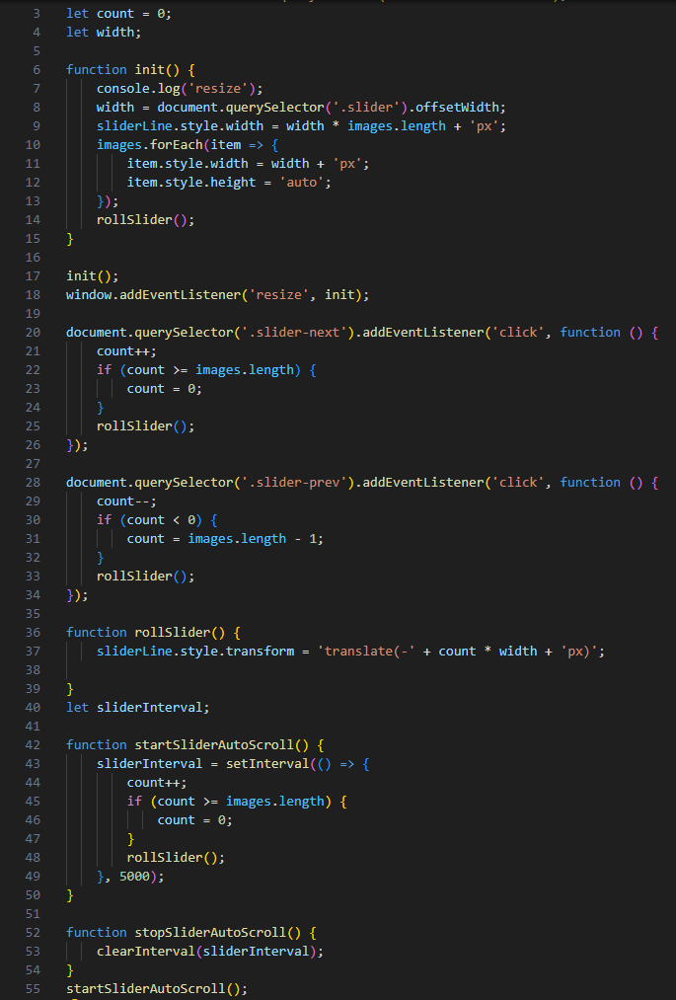 3 let count = 0;
4 let width;
5
6 function init() {
7 console.log('resize');
8 width = document.querySelector('.slider').offsetWidth;
9 sliderLine.style.width = width * images.length + 'px';
10 images.forEach(item => {
11 item.style.width = width + 'px';
12 item.style.height = 'auto';
13 });
14 rollSlider();
15 }
16
17 init();
18 window.addEventListener('resize', init);
19
20 document.querySelector('.slider-next').addEventListener('click', function () {
21 count++;
22 if (count >= images.length) {
23 count = 0;
24 }
25 rollSlider();
26 });
27
28 document.querySelector('.slider-prev').addEventListener('click', function () {
29 count--;
30 if (count < 0) {
31 count = images.length - 1;
32 }
33 rollSlider();
34 });
35
36 function rollSlider() {
37 sliderLine.style.transform = 'translate(-' + count * width + 'px)';
38
39 }
40 let sliderInterval;
41
42 function startSliderAutoScroll() {
43 sliderInterval = setInterval(() => {
44 count++;
45 if (count >= images.length) {
46 count = 0;
47 }
48 rollSlider();
49 }, 5000);
50 }
51
52 function stopSliderAutoScroll() {
53 clearInterval(sliderInterval);
54 }
55 startSliderAutoScroll();